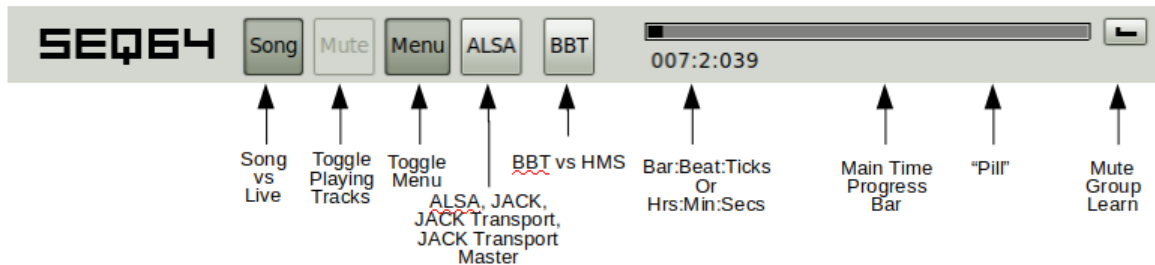 SEQ64
Song
Mute
Menu
ALSA
BBT
007:2:039
Song
vs
Live
Toggle
Playing
Tracks
Toggle
Menu
ALSA, JACK,
JACK Transport,
JACK Transport
Master
BBT vs HMS
Bar:Beat:Ticks
Or
Hrs:Min:Secs
Main Time
Progress
Bar
“Pill”
Mute
Group
Learn